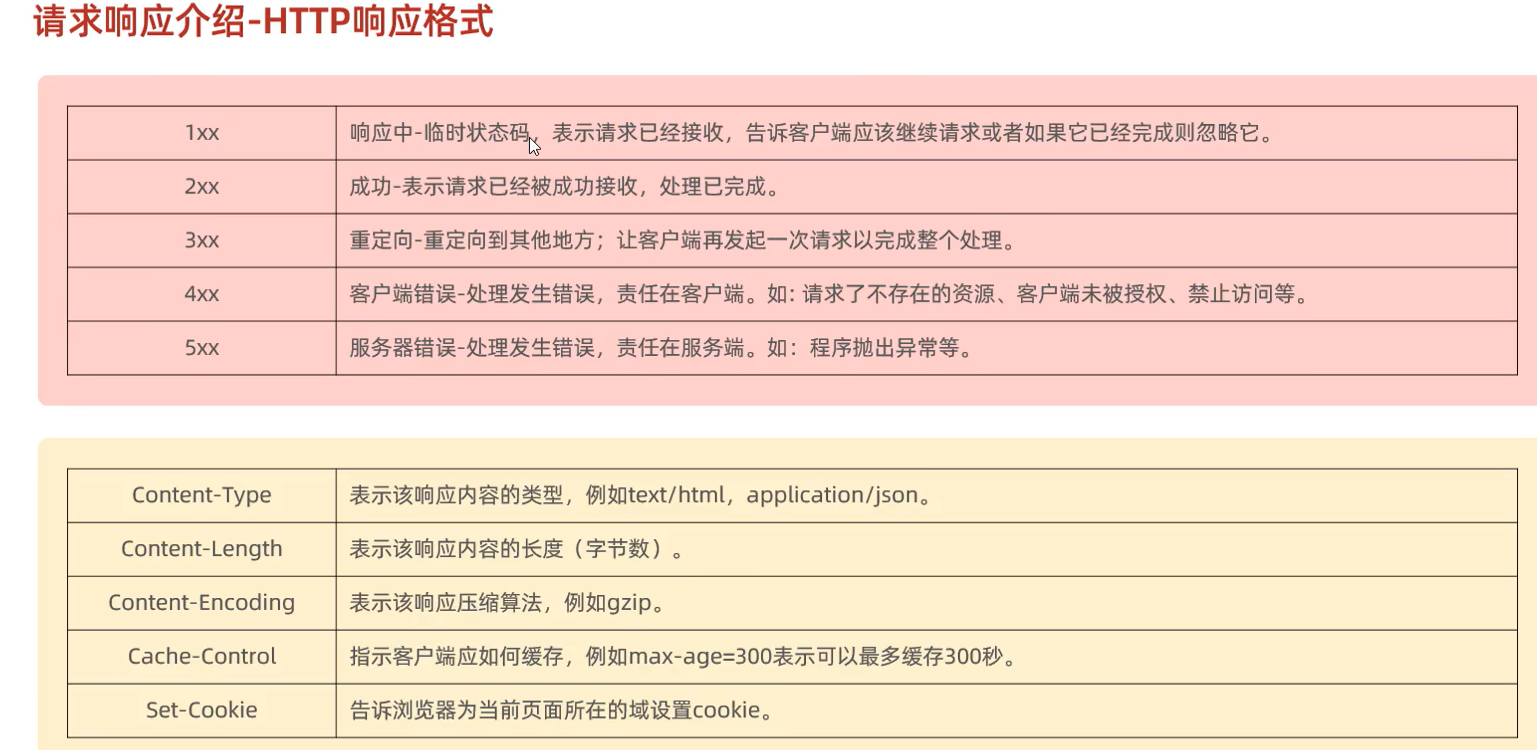 请求响应介绍-HTTP响应格式
1xx 响应中-临时状态码，表示请求已经接收，告诉客户端应该继续请求或者如果它已经完成则忽略它。
2xx 成功-表示请求已经被成功接收，处理已完成。
3xx 重定向-重定向到其他地方；让客户端再发起一次请求以完成整个处理。
4xx 客户端错误-处理发生错误，责任在客户端。如: 请求了不存在的资源、客户端未被授权、禁止访问等。
5xx 服务器错误-处理发生错误，责任在服务端。如：程序抛出异常等。
Content-Type 表示该响应内容的类型，例如text/html，application/json。
Content-Length 表示该响应内容的长度（字节数）。
Content-Encoding 表示该响应压缩算法，例如gzip。
Cache-Control 指示客户端应如何缓存，例如max-age=300表示可以最多缓存300秒。
Set-Cookie 告诉浏览器为当前页面所在的域设置cookie。